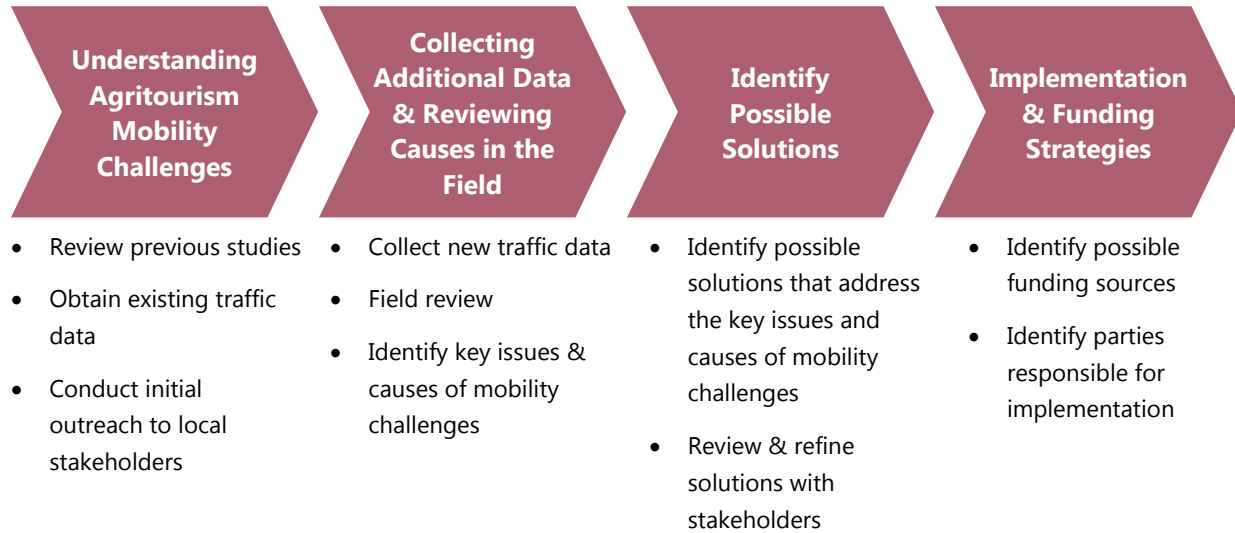 Understanding
Agritourism
Mobility
Challenges
• Review previous studies
• Obtain existing traffic
data
• Conduct initial
outreach to local
stakeholders
Collecting
Additional Data
& Reviewing
Causes in the
Field
• Collect new traffic data
• Field review
• Identify key issues &
causes of mobility
challenges
Identify
Possible
Solutions
• Identify possible
solutions that address
the key issues and
causes of mobility
challenges
• Review & refine
solutions with
stakeholders
Implementation
& Funding
Strategies
• Identify possible
funding sources
• Identify parties
responsible for
implementation